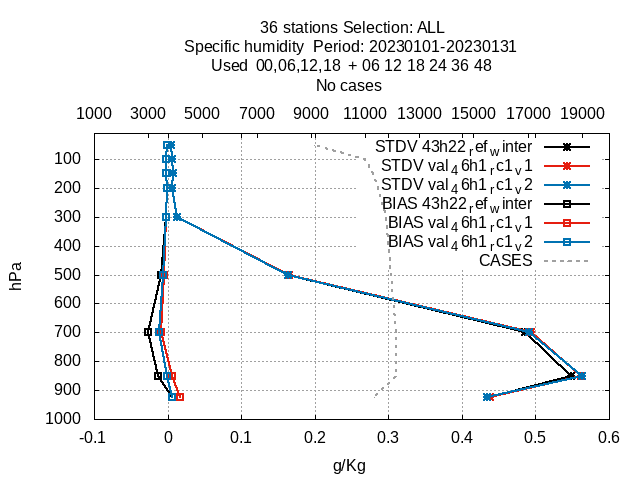 36 stations Selection: ALL
Specific humidity  Period: 20230101-20230131
Used  00,06,12,18  + 06 12 18 24 36 48
No cases
1000 3000 5000 7000 9000 11000 13000 15000 17000 19000
STDV 43h22_ref_winter
STDV val_46h1_rc1_v1
STDV val_46h1_rc1_v2
BIAS 43h22_ref_winter
BIAS val_46h1_rc1_v1
BIAS val_46h1_rc1_v2
CASES
100
200
300
400
500
600
700
800
900
1000
hPa
-0.1 0 0.1 0.2 0.3 0.4 0.5 0.6
g/Kg